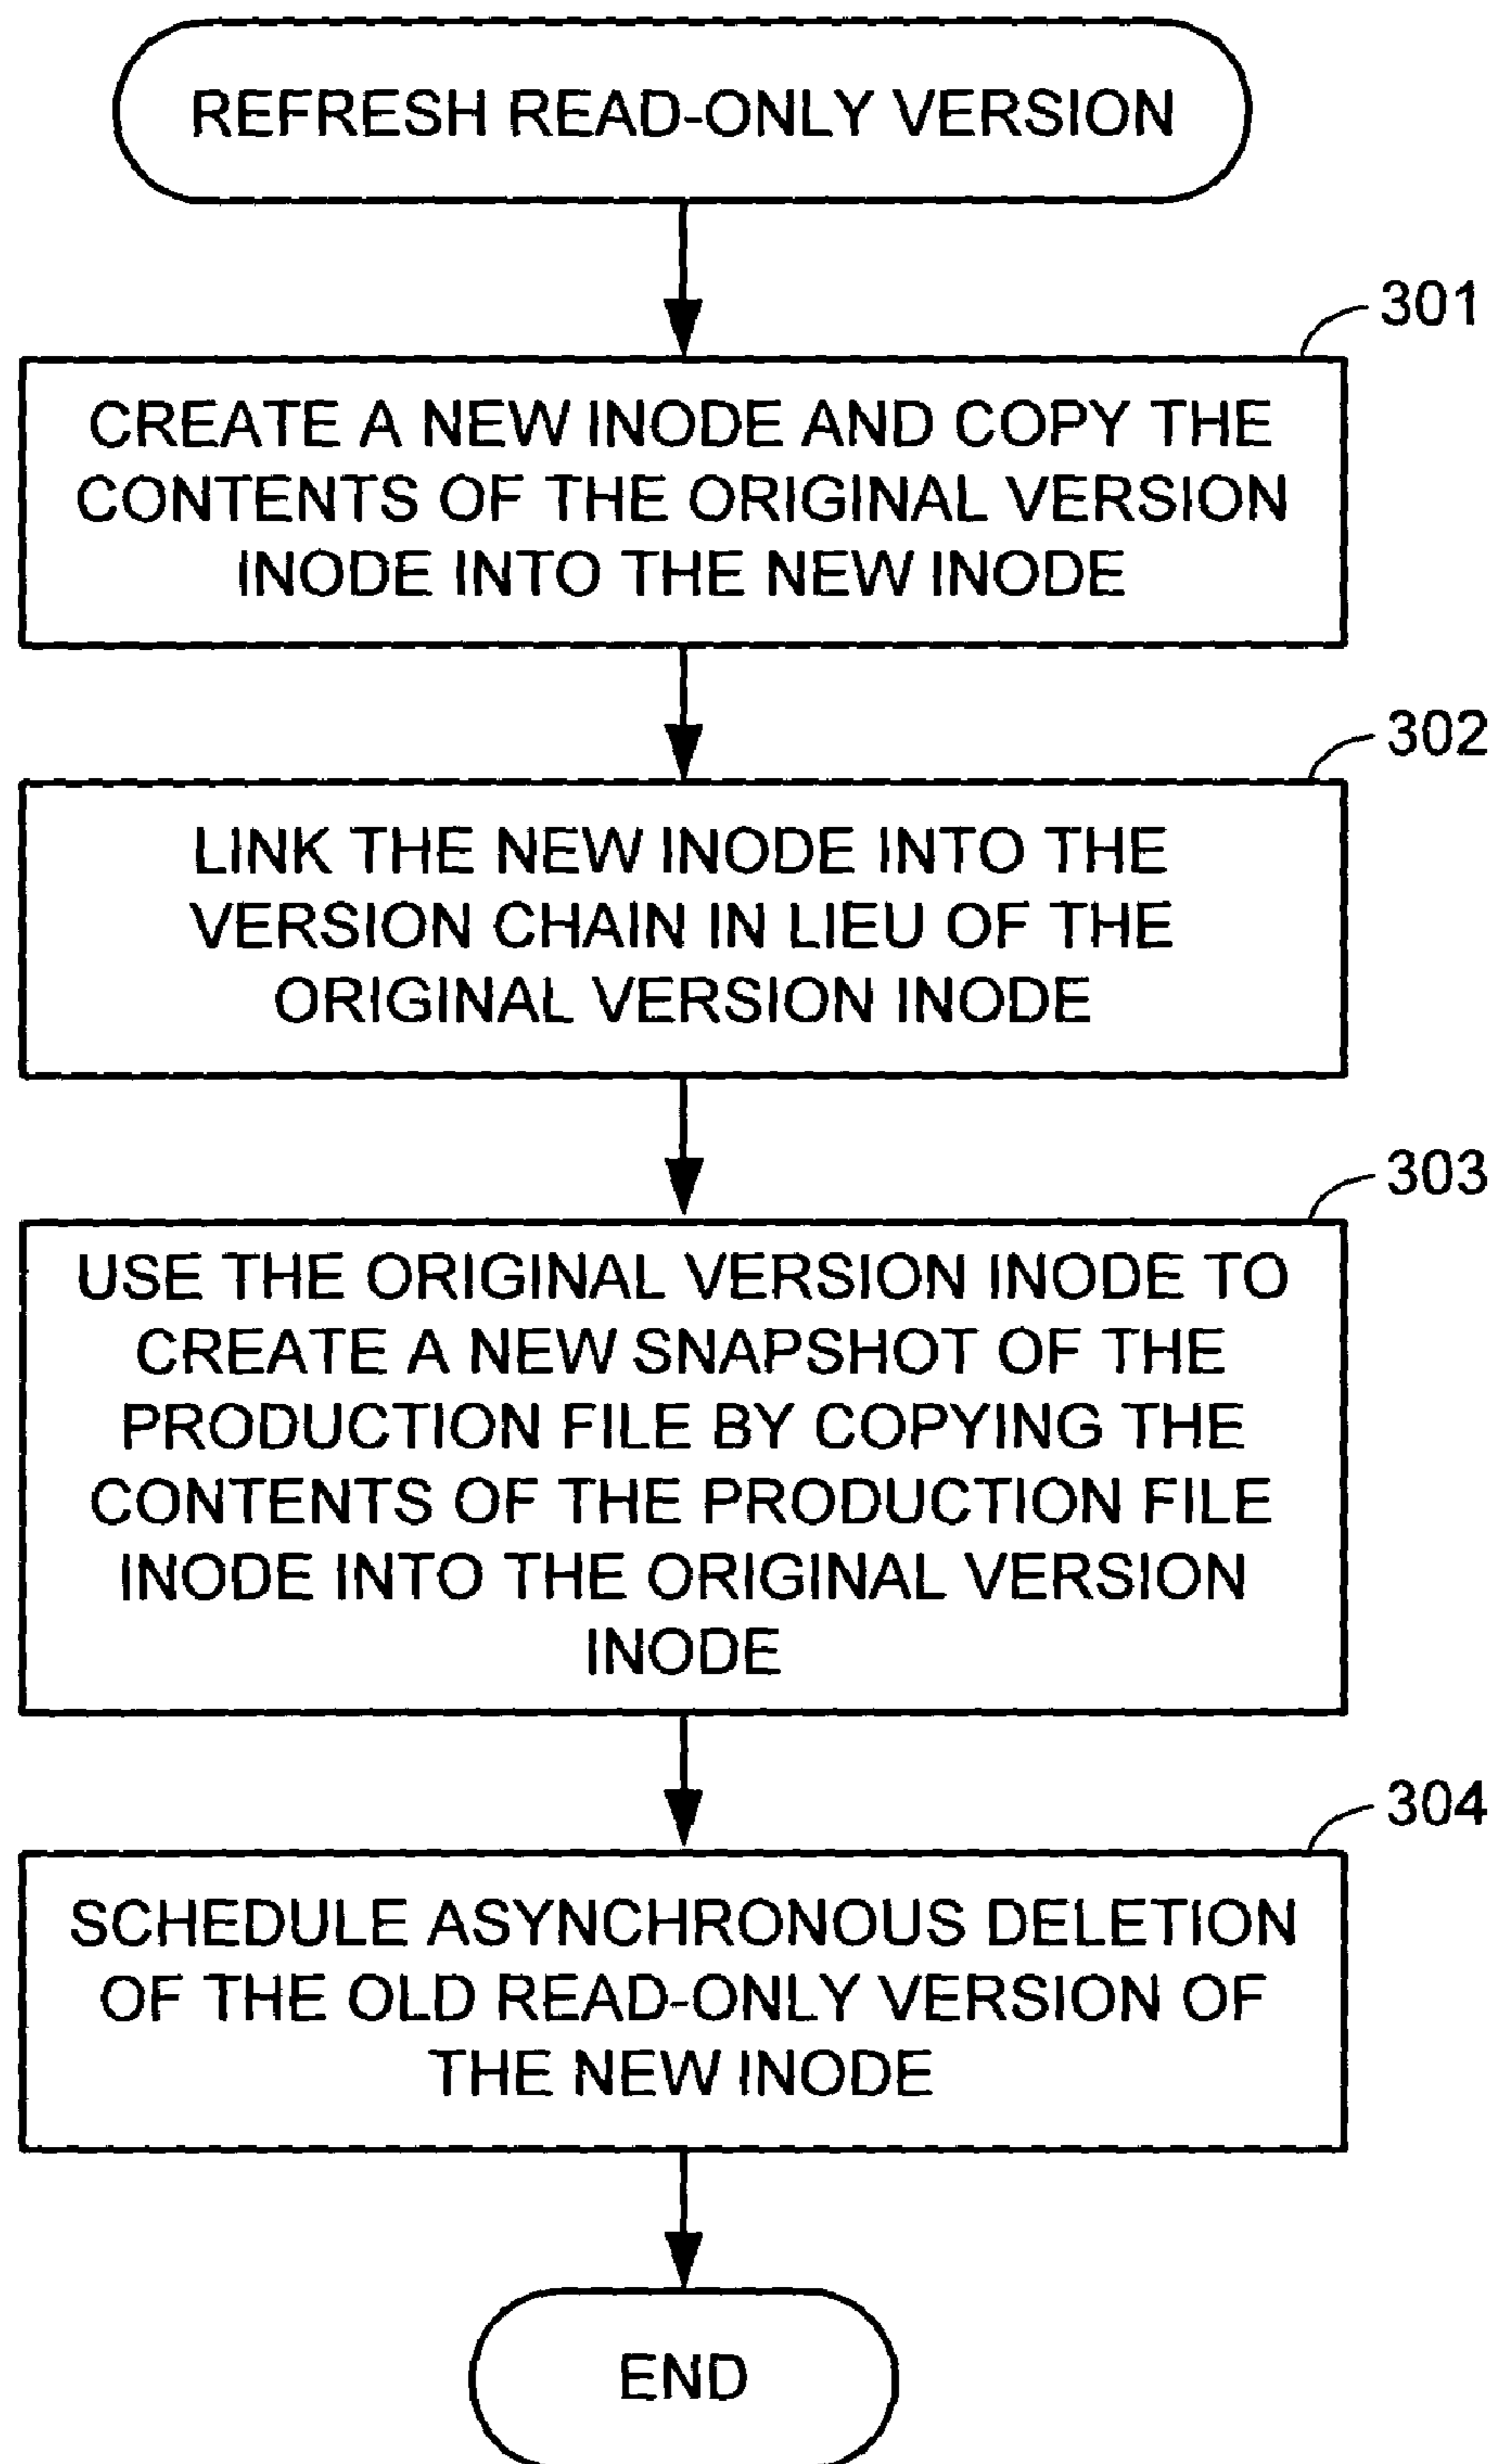 REFRESH READ-ONLY VERSION
301
CREATE A NEW INODE AND COPY THE
CONTENTS OF THE ORIGINAL VERSION
INODE INTO THE NEW INODE
302
LINK THE NEW INODE INTO THE
VERSION CHAIN IN LIEU OF THE
ORIGINAL VERSION INODE
303
USE THE ORIGINAL VERSION INODE TO
CREATE A NEW SNAPSHOT OF THE
PRODUCTION FILE BY COPYING THE
CONTENTS OF THE PRODUCTION FILE
INODE INTO THE ORIGINAL VERSION
INODE
304
SCHEDULE ASYNCHRONOUS DELETION
OF THE OLD READ-ONLY VERSION OF
THE NEW INODE
END